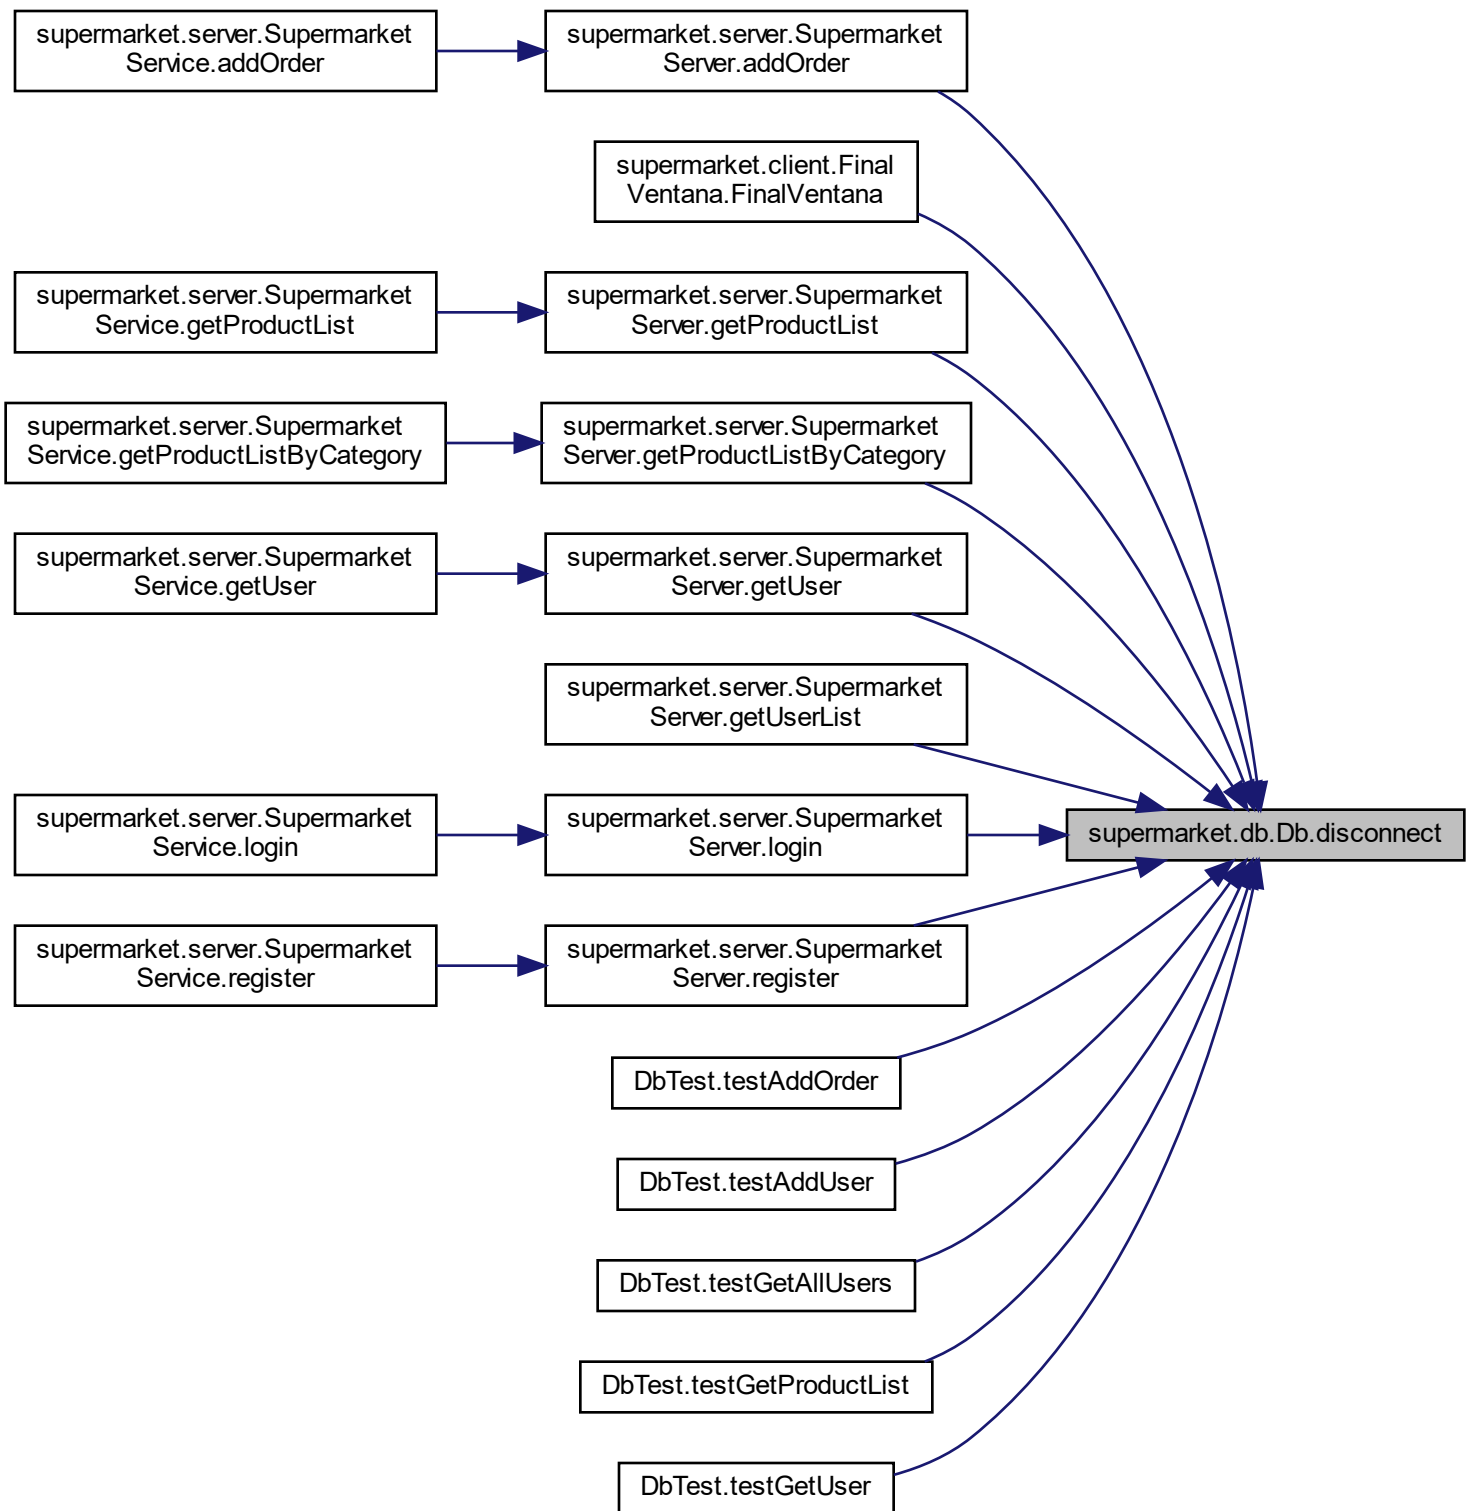 supermarket.server.Supermarket
Service.addOrder
supermarket.server.Supermarket
Server.addOrder
supermarket.client.Final
Ventana.FinalVentana
supermarket.server.Supermarket
Service.getProductList
supermarket.server.Supermarket
Server.getProductList
supermarket.server.Supermarket
Service.getProductListByCategory
supermarket.server.Supermarket
Server.getProductListByCategory
supermarket.server.Supermarket
Service.getUser
supermarket.server.Supermarket
Server.getUser
supermarket.server.Supermarket
Server.getUserList
supermarket.server.Supermarket
Service.login
supermarket.server.Supermarket
Server.login
supermarket.db.Db.disconnect
supermarket.server.Supermarket
Service.register
supermarket.server.Supermarket
Server.register
DbTest.testAddOrder
DbTest.testAddUser
DbTest.testGetAllUsers
DbTest.testGetProductList
DbTest.testGetUser